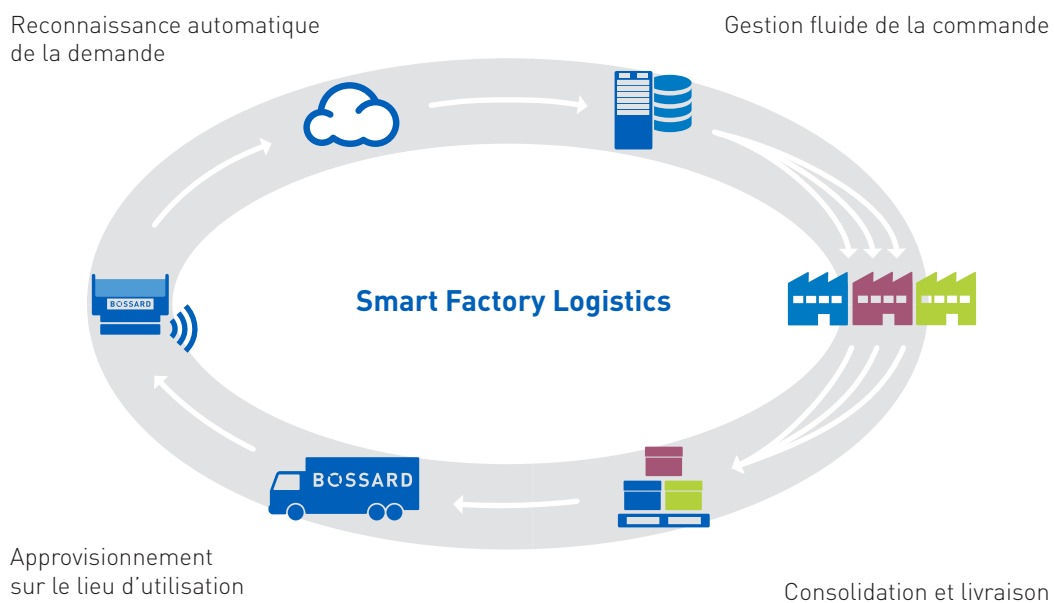 Reconnaissance automatique
de la demande
Gestion fluide de la commande
BOSSARD
Smart Factory Logistics
BOSSARD
Approvisionnement
sur le lieu d'utilisation
Consolidation et livraison